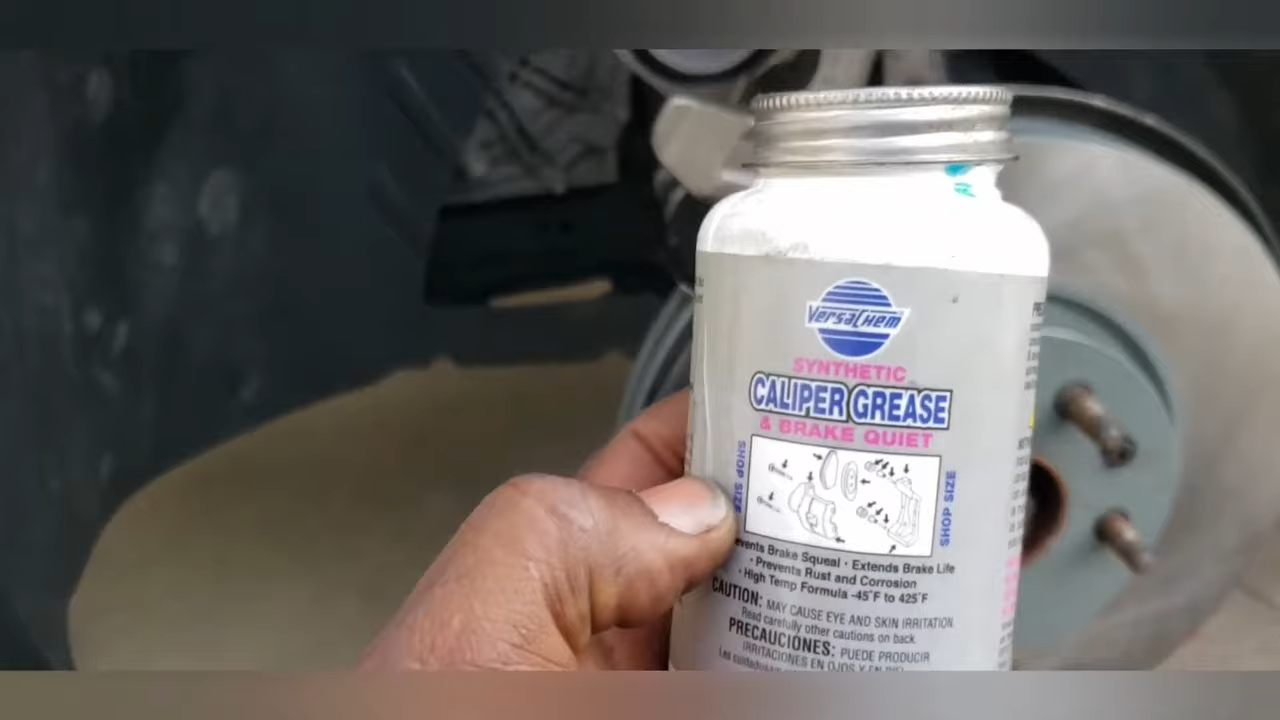 VersaChem
SYNTHETIC
CALIPER GREASE
& BRAKE QUIET
SHOP SIZE
SHOP SIZE
Brake Squeal · Extends Brake Life
· Prevents Rust and Corrosion
· High Temp Formula -45°F to 425°F
CAUTION: MAY CAUSE EYE AND SKIN IRRITATION
Read carefully other cautions on back.
PRECAUCIONES: PUEDE PRODUCIR
IRRITACIONES EN OJOS Y EN